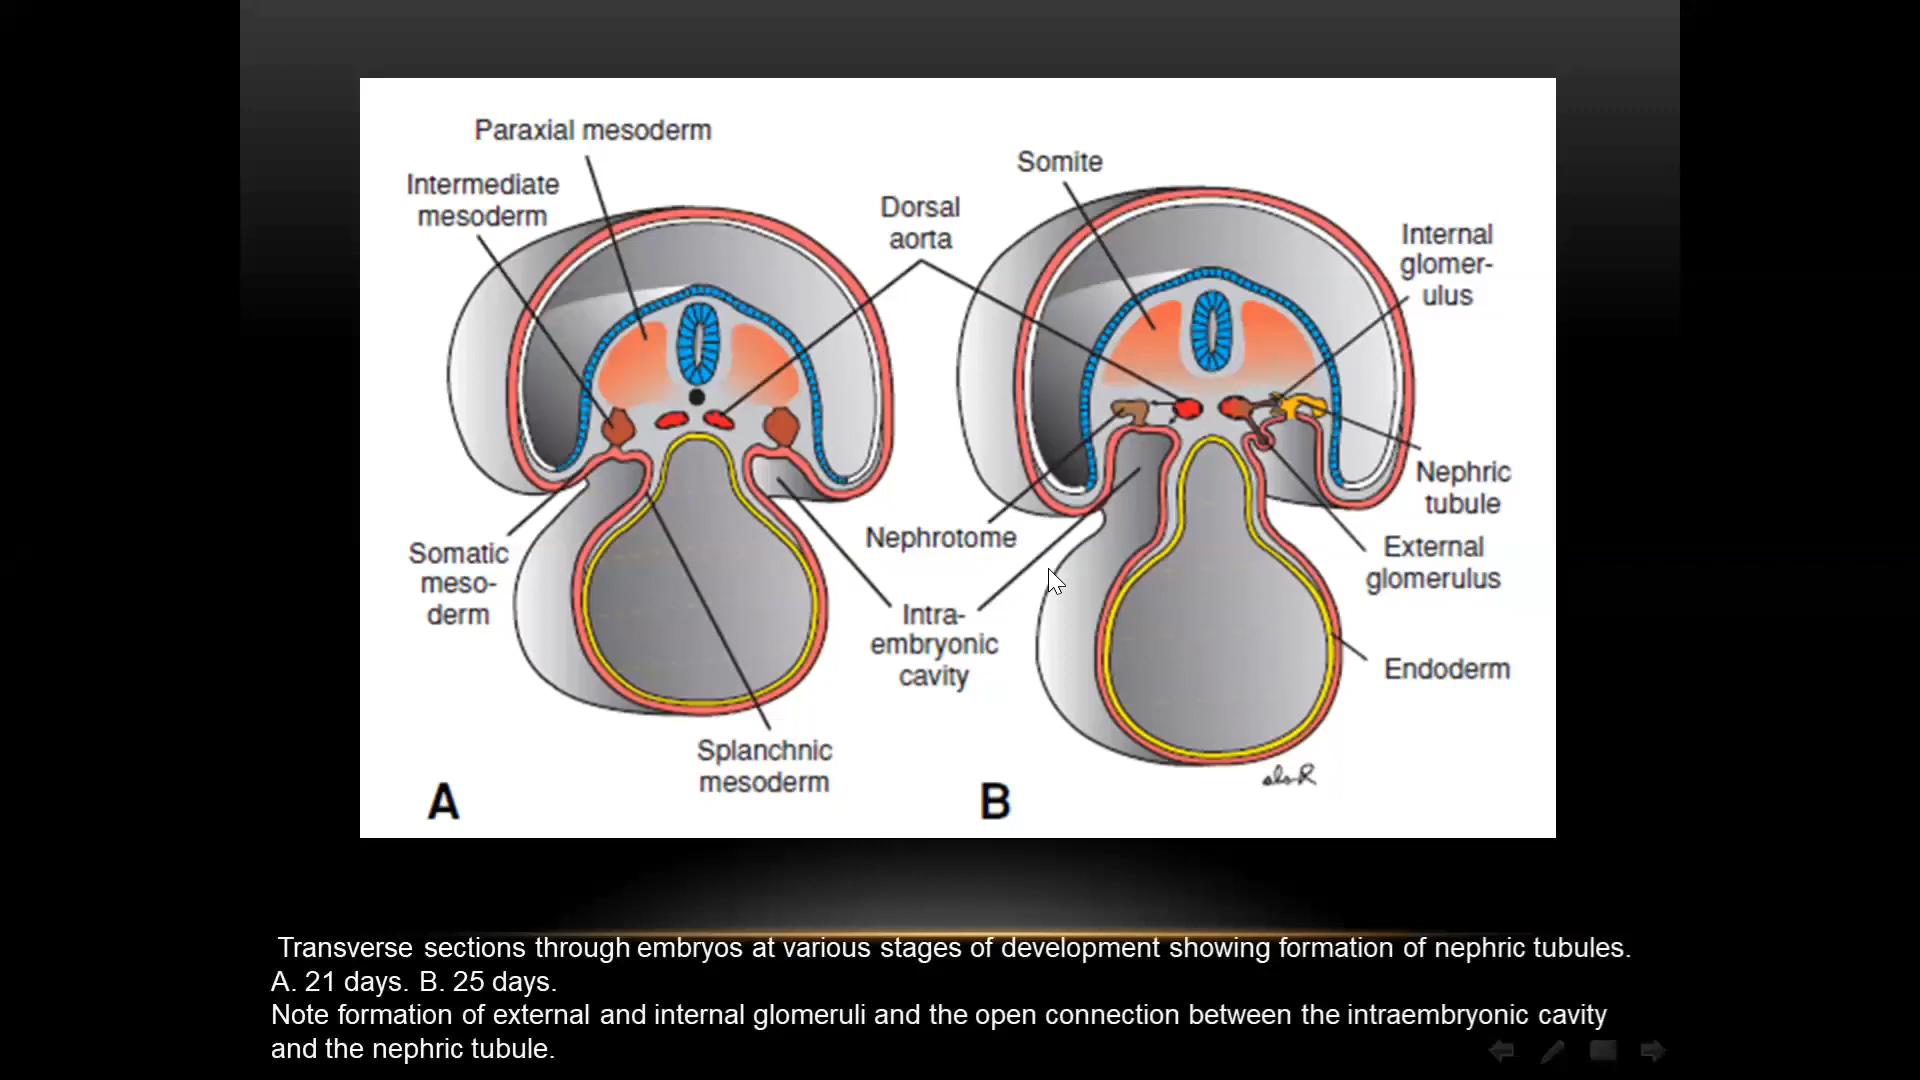 Paraxial mesoderm
Intermediate
mesoderm
Dorsal
aorta
Somite
Internal
glomer-
ulus
Nephric
tubule
Nephrotome
External
glomerulus
Somatic
meso-
derm
Intra-
embryonic
cavity
Endoderm
Splanchnic
mesoderm
A
B
Transverse sections through embryos at various stages of development showing formation of nephric tubules.
A. 21 days. B. 25 days.
Note formation of external and internal glomeruli and the open connection between the intraembryonic cavity
and the nephric tubule.